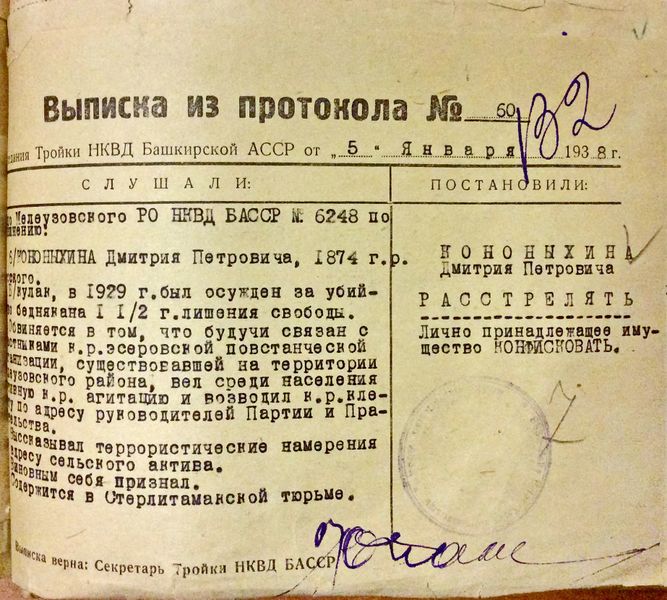 Выписка из протокола № 60
132
Тройки НКВД Башкирской АССР от „ 5 " Января 1938 г.
СЛУШАЛИ:
Мелеузовского РО НКВД БАССР № 6248 по
КОНОНЫХИНА Дмитрия Петровича, 1874 г.р.
кулак, в 1929 г.был осужден за убий-
беднякана 1 1/2 г.лишения свободы.
Обвиняется в том, что будучи связан с
к.р.эсеровской повстанческой
существовавшей на территории
района, вел среди населения
к.р. агитацию и возводил к.р.кле-
по адресу руководителей Партии и Пра-
Высказывал террористические намерения
адресу сельского актива.
Виновным себя признал.
Содержится в Стерлитамакской тюрьме.
ПОСТАНОВИЛИ:
КОНОНЫХИНА
Дмитрия Петровича
РАССТРЕЛЯТЬ
Лично принадлежащее иму-
щество КОНФИСКОВАТЬ.
Выписка верна: Секретарь Тройки НКВД БАССР